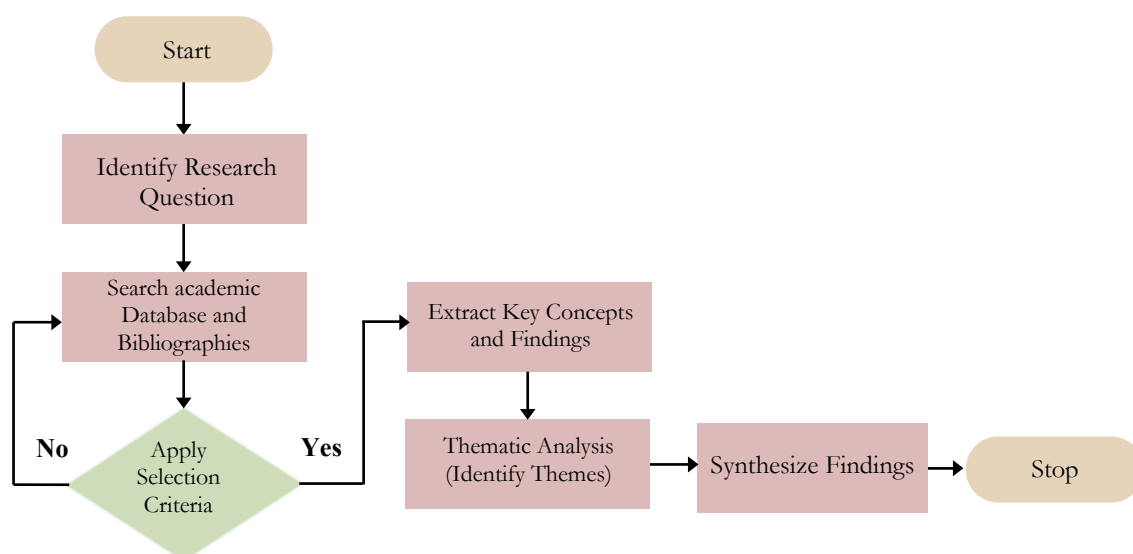 Start
Identify Research
Question
Search academic
Database and
Bibliographies
No
Apply
Selection
Criteria
Yes
Extract Key Concepts
and Findings
Thematic Analysis
(Identify Themes)
Synthesize Findings
Stop